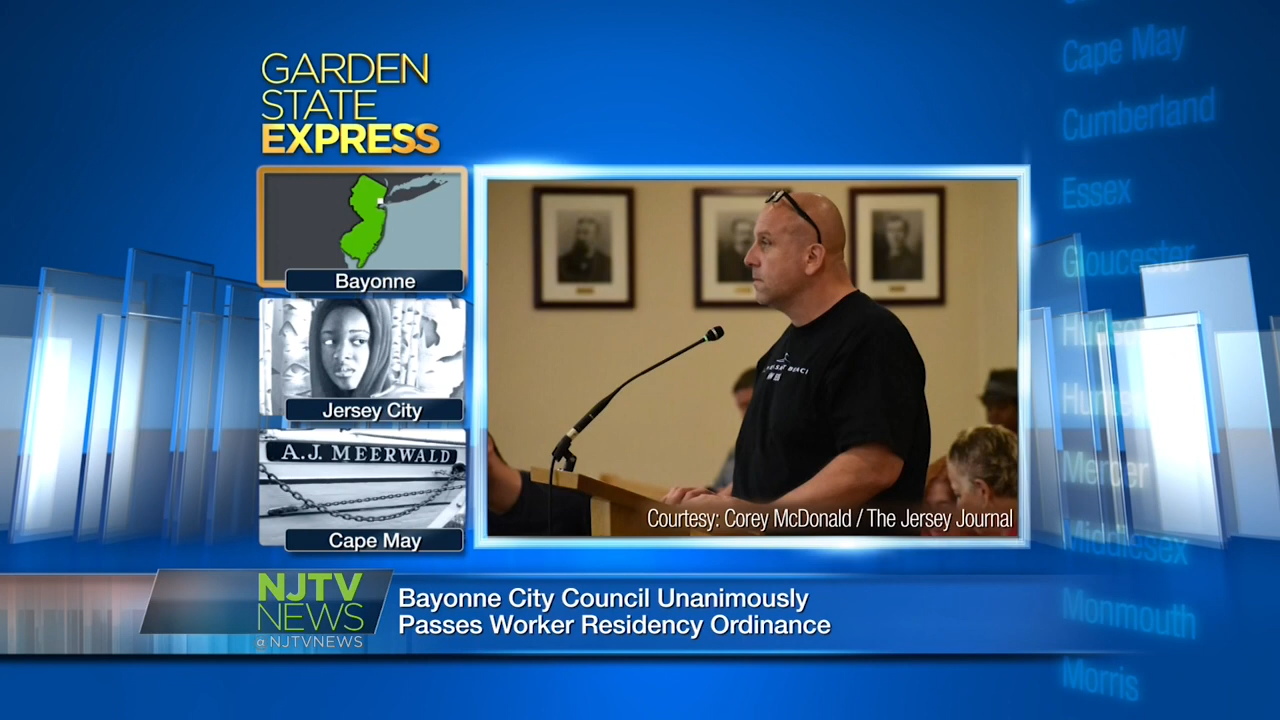 GARDEN
STATE
EXPRESS
Bayonne
Jersey City
A.J. MEERWALD
Cape May
Courtesy: Corey McDonald / The Jersey Journal
NJTV
NEWS
@NJTVNEWS
Bayonne City Council Unanimously
Passes Worker Residency Ordinance
Cape May
Cumberland
Essex
Gloucester
Mercer
Middlesex
Monmouth
Morris